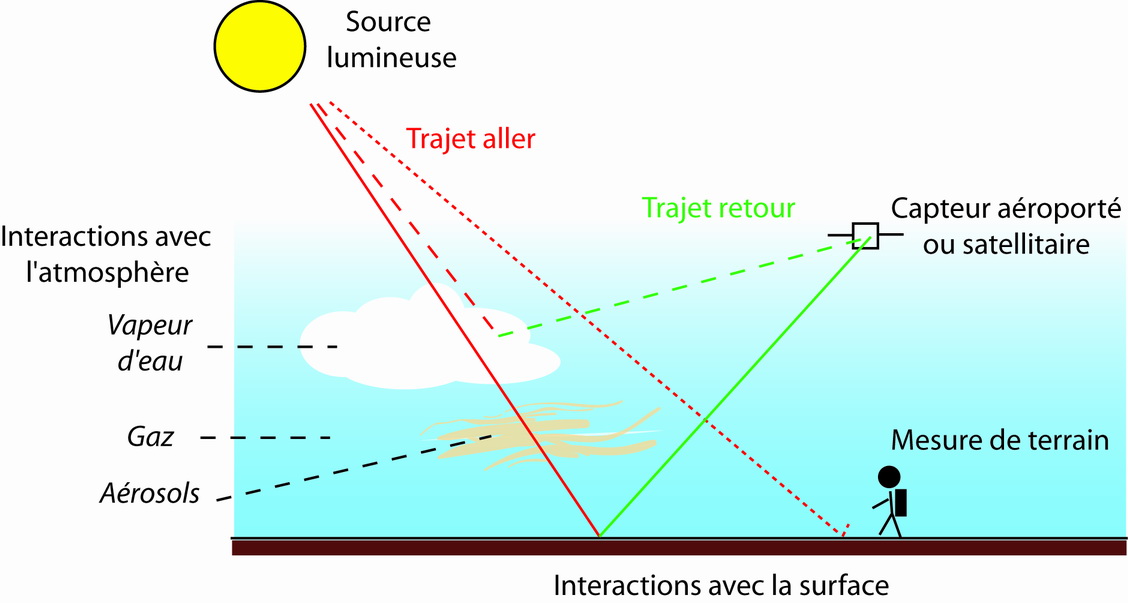 Source
lumineuse
Trajet aller
Trajet retour
Capteur aéroporté
ou satellitaire
Interactions avec
l'atmosphère
Vapeur
d'eau
Gaz
Aérosols
Mesure de terrain
Interactions avec la surface